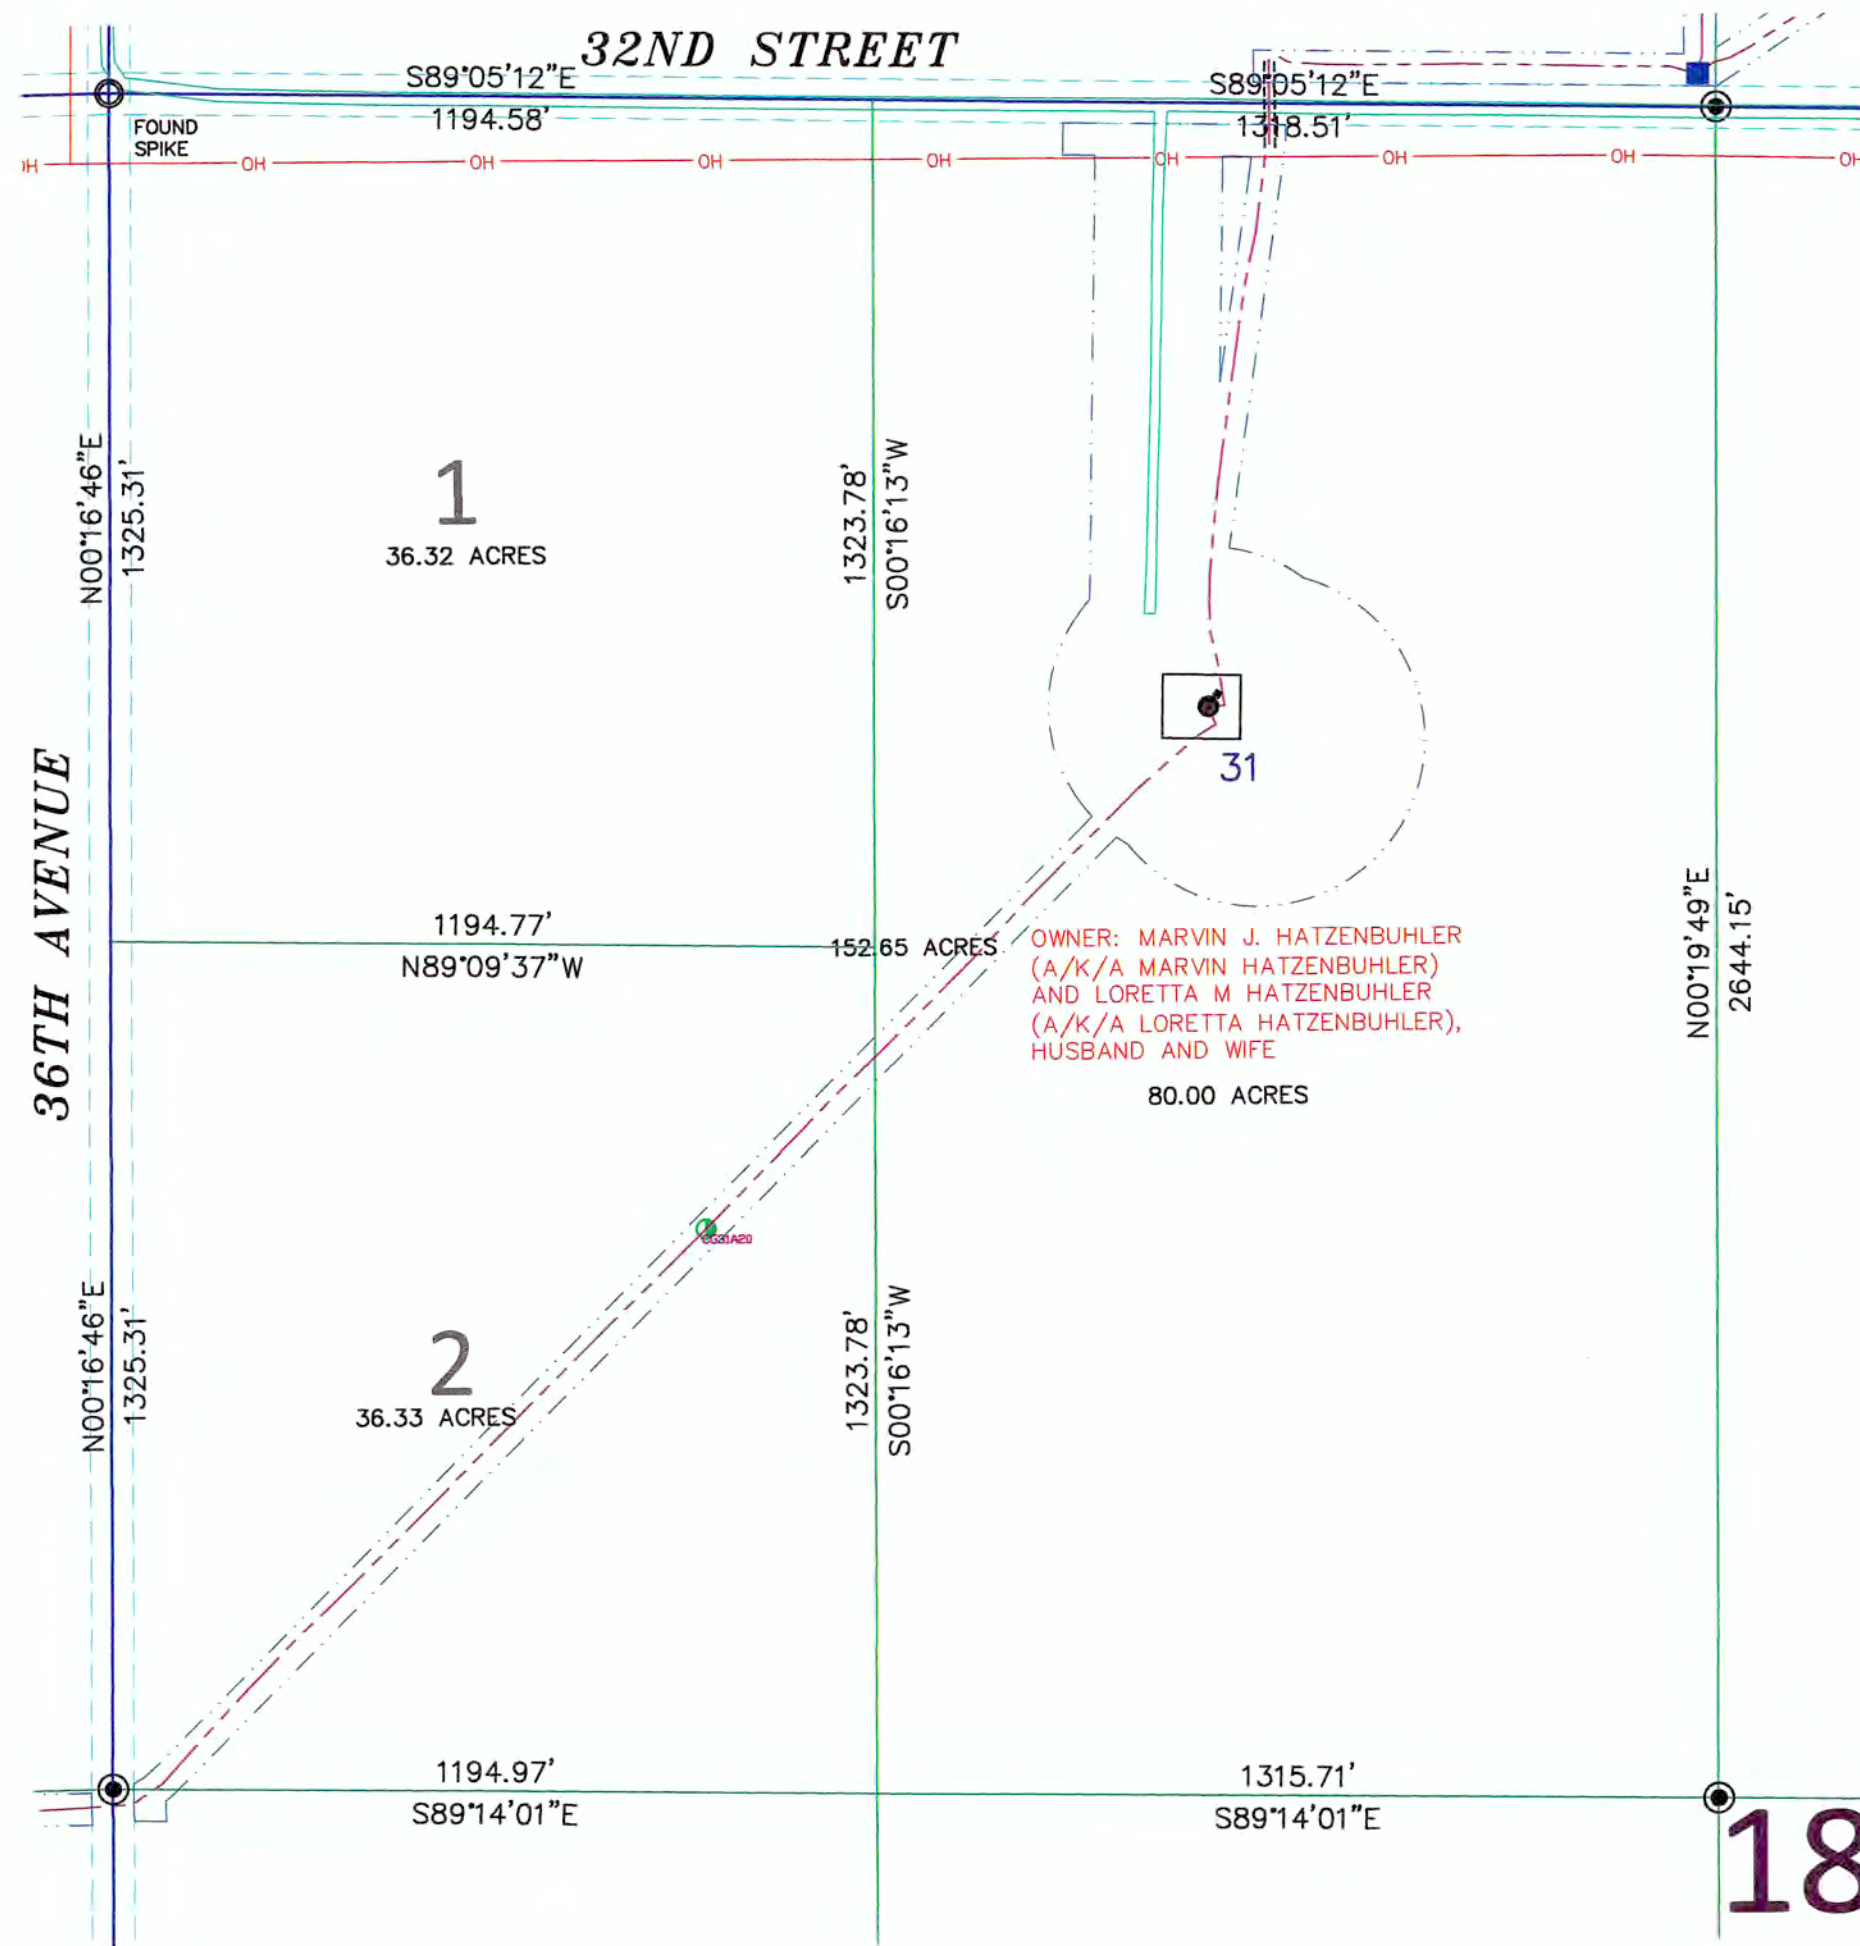 32ND STREET
S89°05'12"E
1194.58'
S89°05'12"E
1318.51'
FOUND
SPIKE
OH
OH
OH
OH
OH
OH
OH
OH
N00°16'46"E
1325.31'
1
36.32 ACRES
1323.78'
S00°16'13"W
31
36TH AVENUE
1194.77'
N89°09'37"W
152.65 ACRES
OWNER: MARVIN J. HATZENBUHLER
(A/K/A MARVIN HATZENBUHLER)
AND LORETTA M HATZENBUHLER
(A/K/A LORETTA HATZENBUHLER),
HUSBAND AND WIFE
80.00 ACRES
N00°19'49"E
2644.15'
N00°16'46"E
1325.31'
2
36.33 ACRES
1323.78'
S00°16'13"W
1194.97'
S89°14'01"E
1315.71'
S89°14'01"E
18